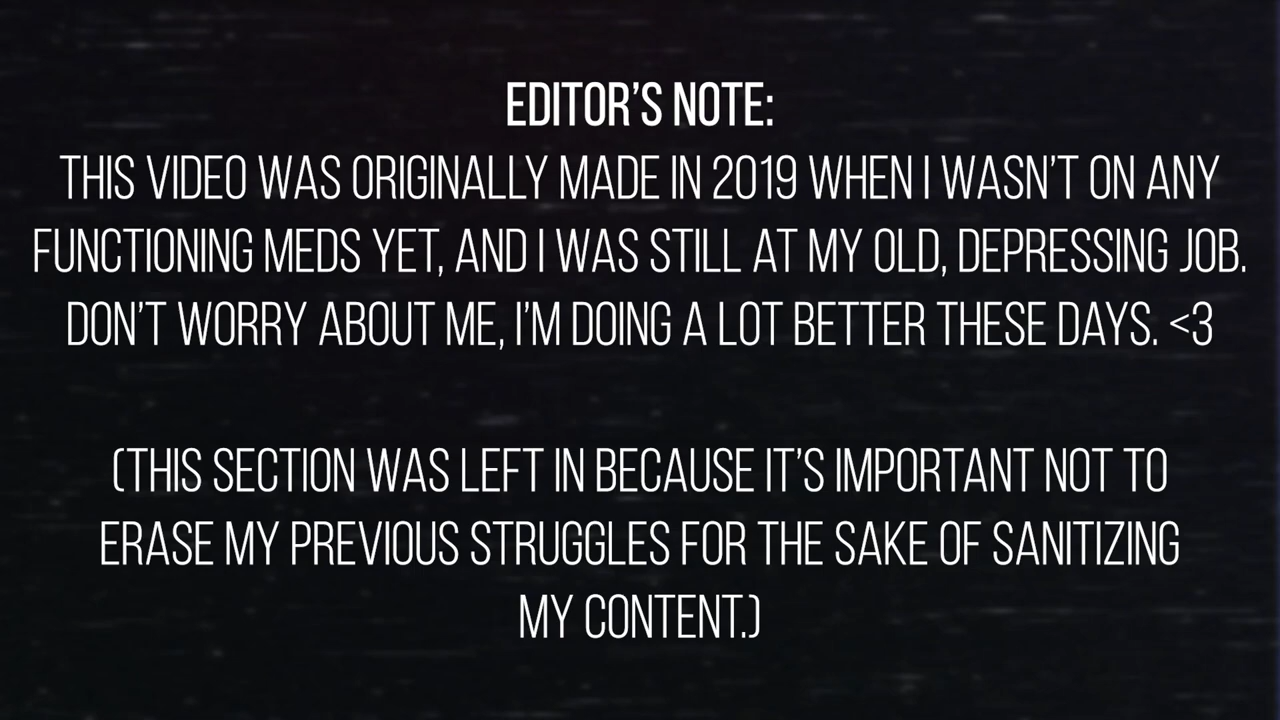 EDITOR'S NOTE:
THIS VIDEO WAS ORIGINALLY MADE IN 2019 WHEN I WASN'T ON ANY
FUNCTIONING MEDS YET, AND I WAS STILL AT MY OLD, DEPRESSING JOB.
DON'T WORRY ABOUT ME, I'M DOING A LOT BETTER THESE DAYS. <3
(THIS SECTION WAS LEFT IN BECAUSE IT'S IMPORTANT NOT TO
ERASE MY PREVIOUS STRUGGLES FOR THE SAKE OF SANITIZING
MY CONTENT.)